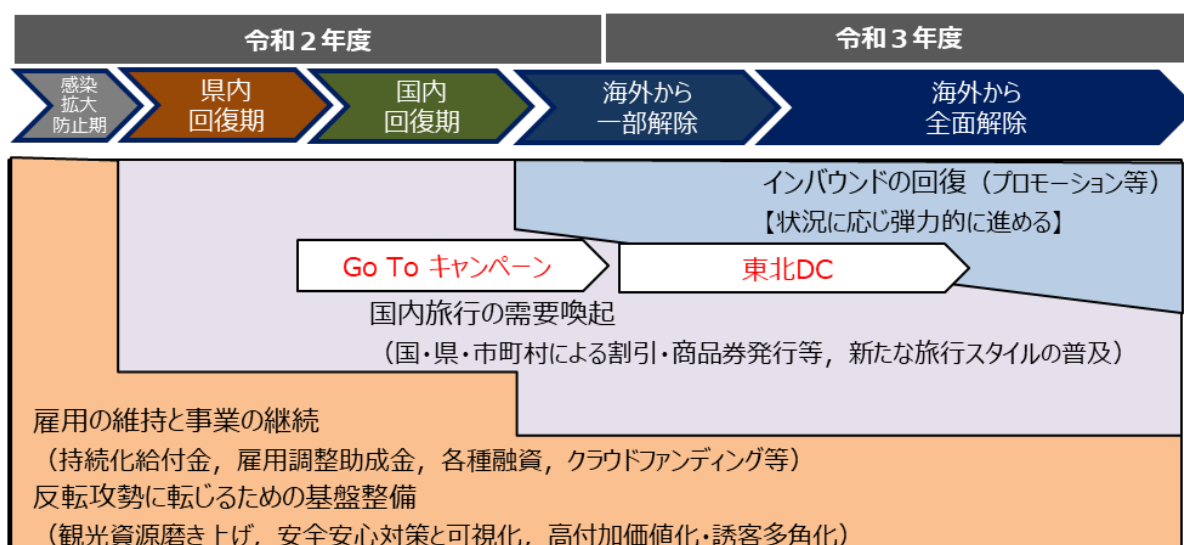 令和２年度
令和３年度
感染
拡大
防止期
県内
回復期
国内
回復期
海外から
一部解除
海外から
全面解除
インバウンドの回復（プロモーション等）
【状況に応じ弾力的に進める】
Go To キャンペーン
東北DC
国内旅行の需要喚起
（国・県・市町村による割引・商品券発行等，新たな旅行スタイルの普及）
雇用の維持と事業の継続
（持続化給付金，雇用調整助成金，各種融資，クラウドファンディング等）
反転攻勢に転じるための基盤整備
（観光資源磨き上げ，安全安心対策と可視化，高付加価値化・誘客多角化）